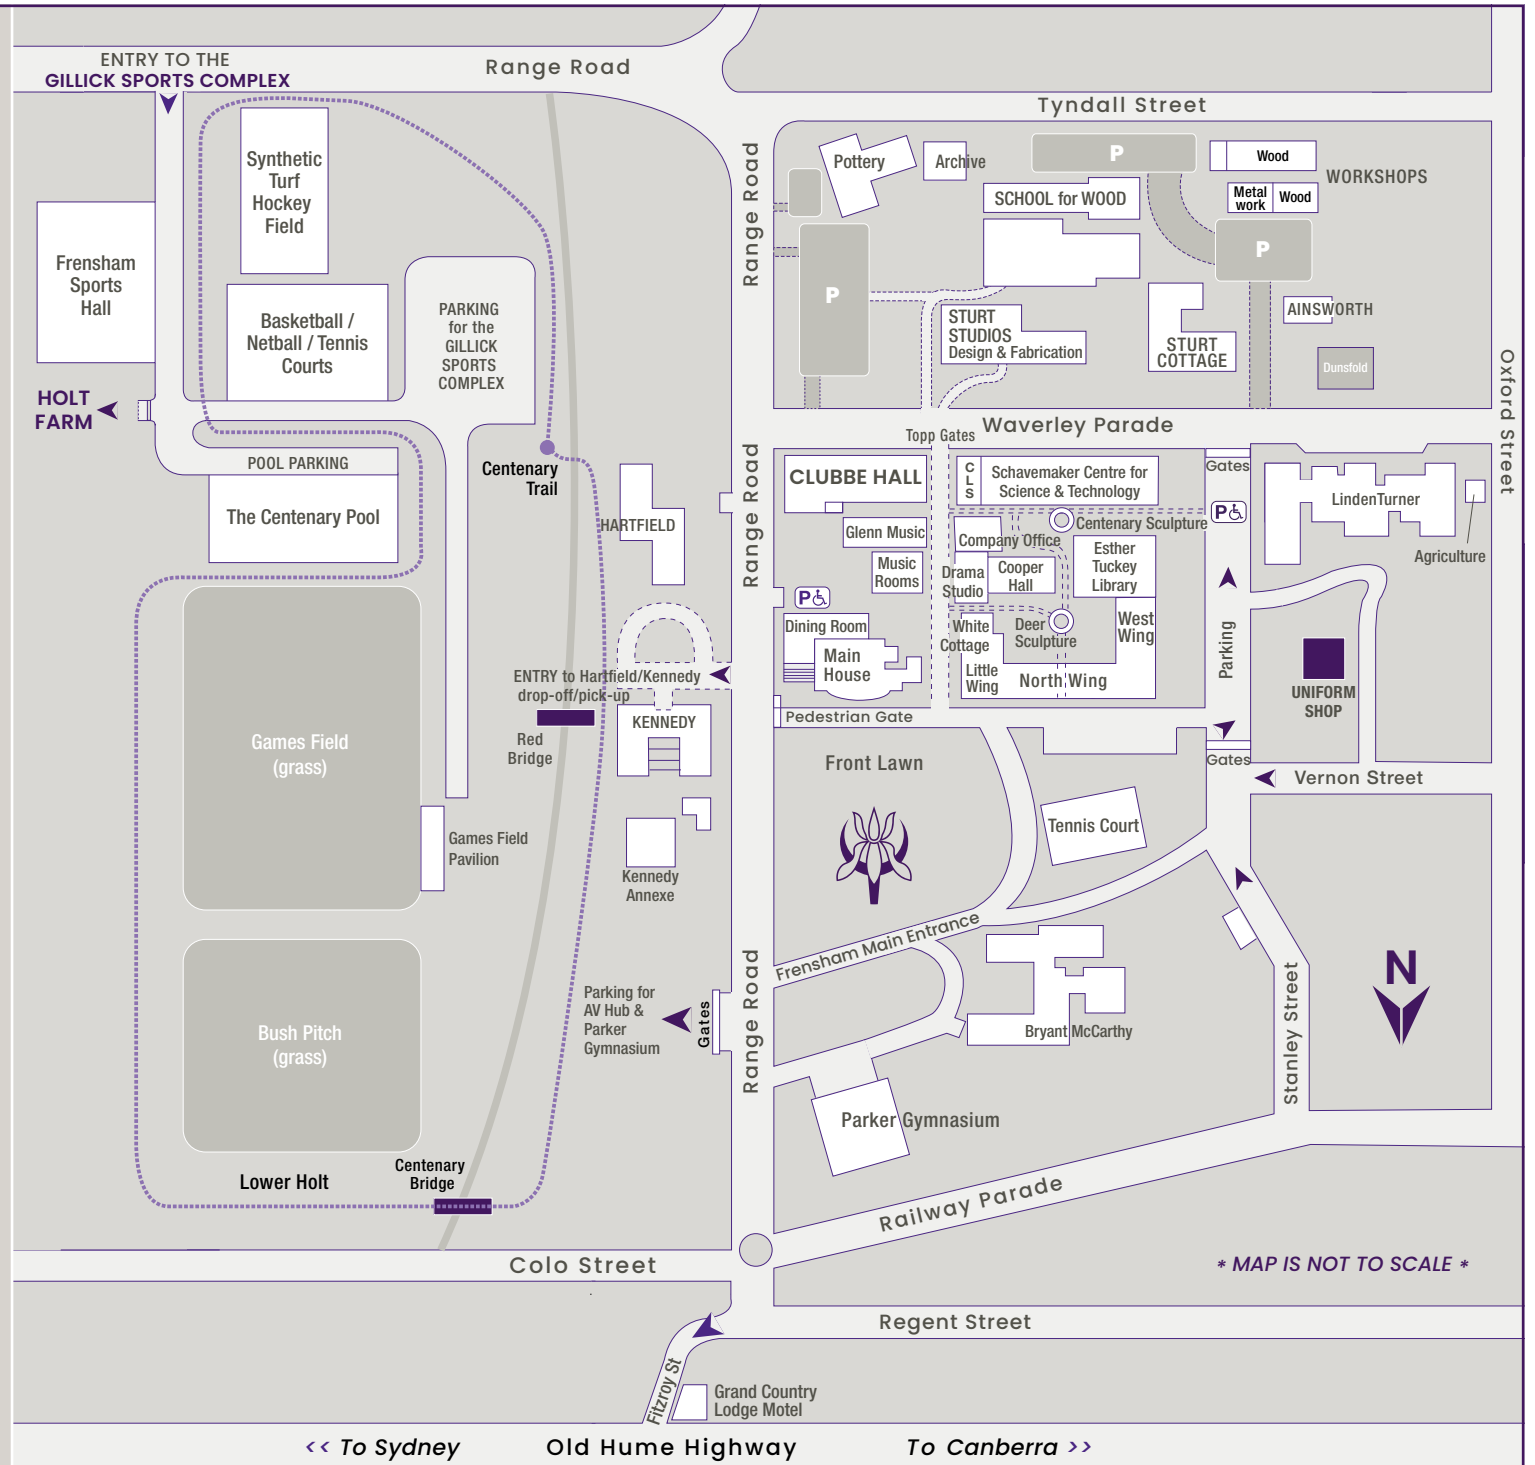 ENTRY TO THE
GILLICK SPORTS COMPLEX
Range Road
Tyndall Street
Range Road
Synthetic
Turf
Hockey
Field
Frensham
Sports
Hall
Basketball /
Netball / Tennis
Courts
PARKING
for the
GILLICK
SPORTS
COMPLEX
HOLT
FARM
POOL PARKING
The Centenary Pool
Centenary
Trail
Pottery
Archive
P
Wood
WORKSHOPS
Metal
work
Wood
SCHOOL for WOOD
P
P
STURT
STUDIOS
Design & Fabrication
STURT
COTTAGE
AINSWORTH
Dunsfold
Oxford Street
Waverley Parade
Topp Gates
Range Road
HARTFIELD
CLUBBE HALL
C
L
S
Schavemaker Centre for
Science & Technology
Gates
P
LindenTurner
Agriculture
Glenn Music
Company Office
Centenary Sculpture
Music
Rooms
Drama
Studio
Cooper
Hall
Esther
Tuckey
Library
P
Dining Room
Main
House
White
Cottage
Deer
Sculpture
West
Wing
Little
Wing
North Wing
Parking
UNIFORM
SHOP
ENTRY to Hartfield/Kennedy
drop-off/pick-up
Red
Bridge
KENNEDY
Pedestrian Gate
Gates
Vernon Street
Front Lawn
Tennis Court
Games Field
(grass)
Games Field
Pavilion
Kennedy
Annexe
Frensham Main Entrance
Range Road
Parking for
AV Hub &
Parker
Gymnasium
Gates
Bryant McCarthy
Stanley Street
N
Bush Pitch
(grass)
Parker Gymnasium
Lower Holt
Centenary
Bridge
Railway Parade
Colo Street
* MAP IS NOT TO SCALE *
Regent Street
Fitzroy St
Grand Country
Lodge Motel
<< To Sydney
Old Hume Highway
To Canberra >>